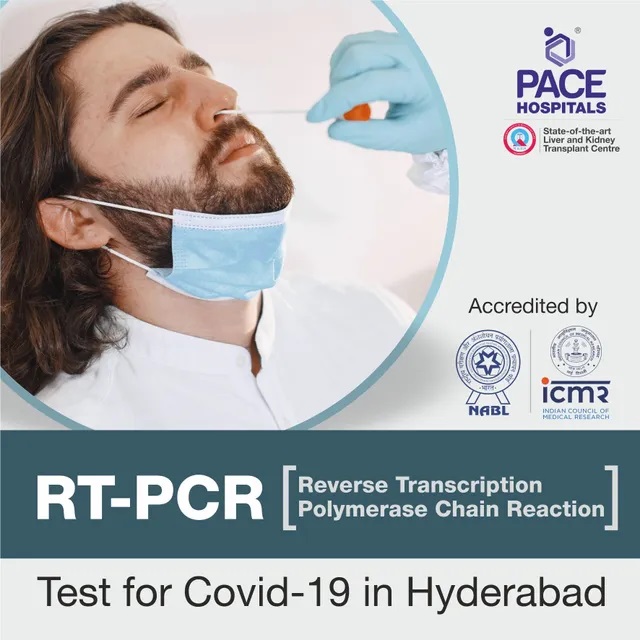 PACE
HOSPITALS
State-of-the-art
Liver and Kidney
Transplant Centre
Accredited by
NABL
icmr
INDIAN COUNCIL OF
MEDICAL RESEARCH
RT-PCR [Reverse Transcription
Polymerase Chain Reaction]
Test for Covid-19 in Hyderabad